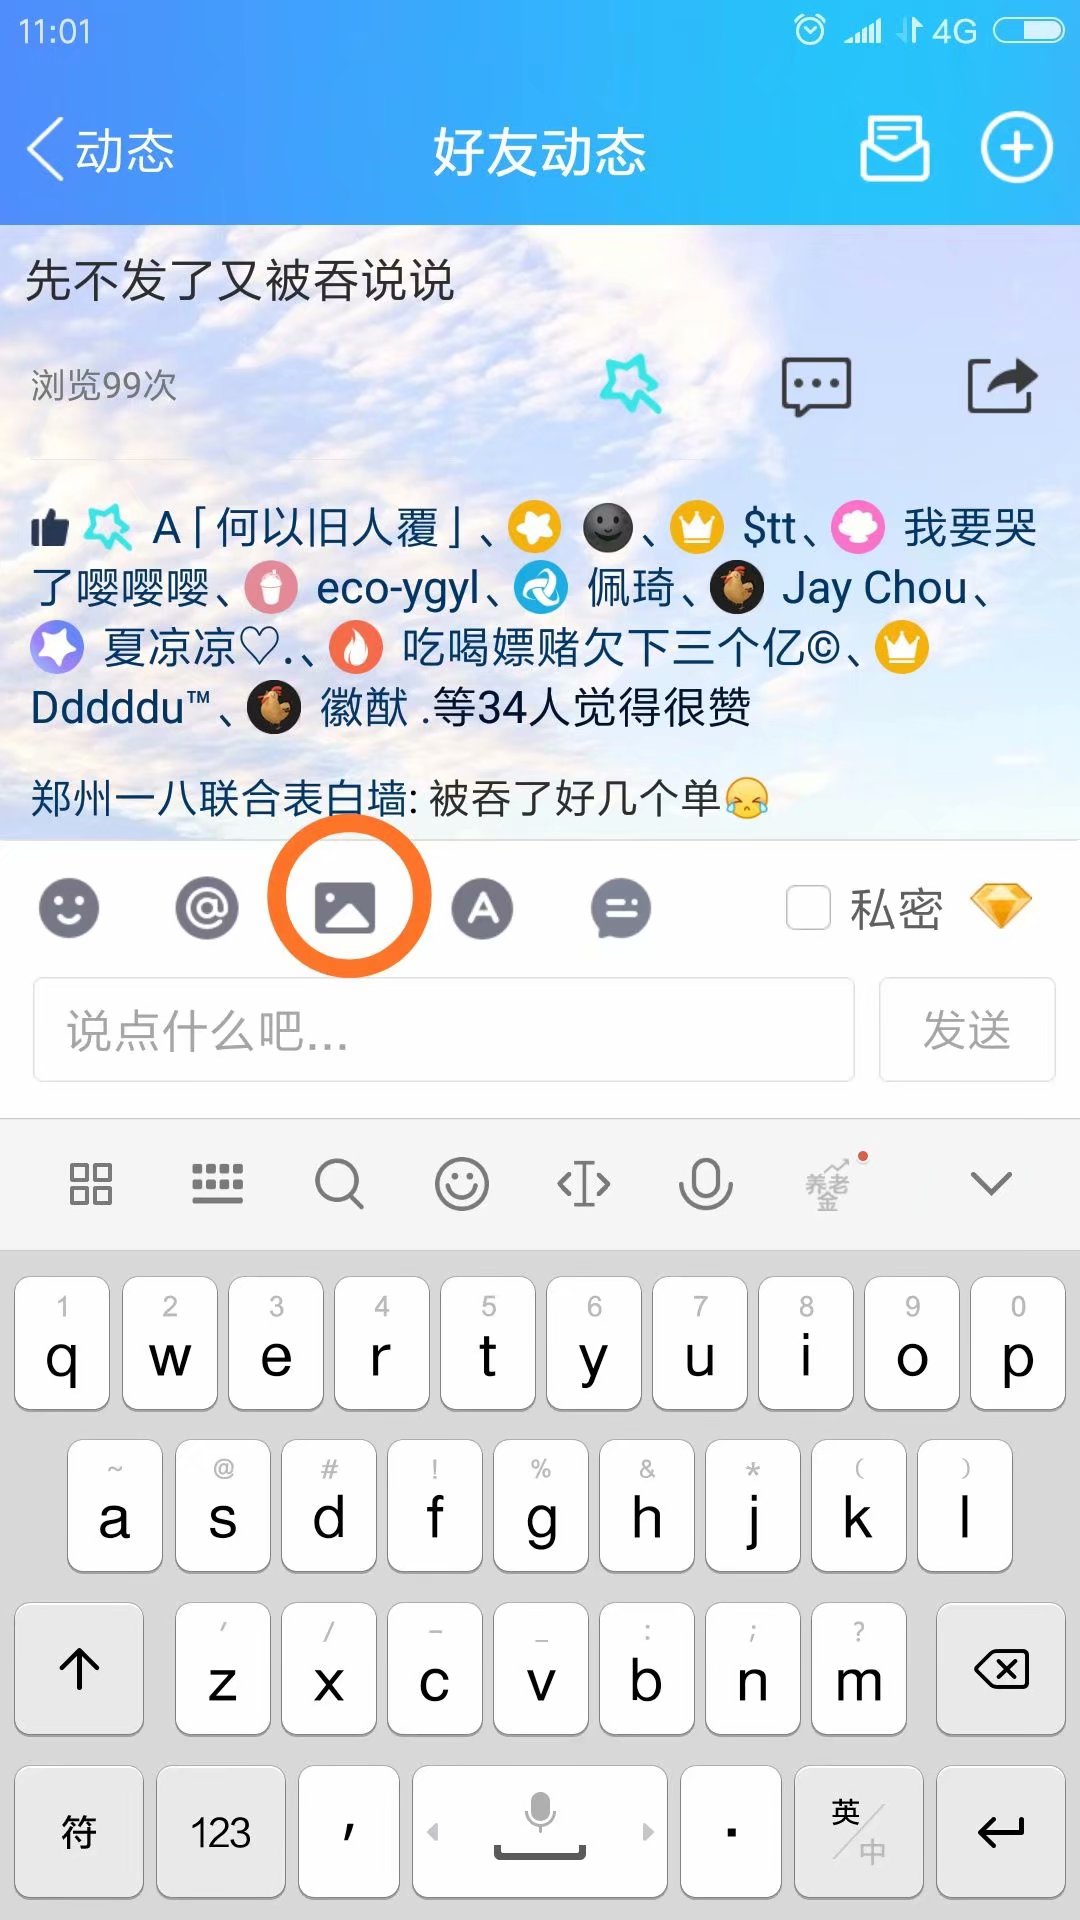 11:01 4G
动态 好友动态
先不发了又被吞说说
浏览99次
A「何以旧人覆」、 、 $tt、 我要哭
了嘤嘤嘤、 eco-ygyl、 佩琦、 Jay Chou、
夏凉凉♡.、 吃喝嫖赌欠下三个亿©、
Dddddu™、 徽猷 .等34人觉得很赞
郑州一八联合表白墙: 被吞了好几个单😹
私密
说点什么吧... 发送
养老金
1 2 3 4 5 6 7 8 9 0
q w e r t y u i o p
~ @ # ! % & * ( )
a s d f g h j k l
' / – _ : ; ?
z x c v b n m
符 123 , . 英/中